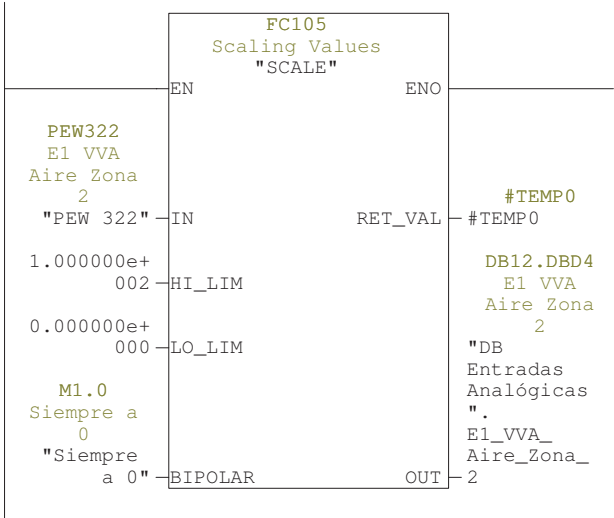 FC105
Scaling Values
"SCALE"
EN ENO
PEW322
E1 VVA
Aire Zona
2
"PEW 322" IN
#TEMP0
RET_VAL #TEMP0
1.000000e+
002 HI_LIM
0.000000e+
000 LO_LIM
M1.0
Siempre a
0
"Siempre
a 0" BIPOLAR
DB12.DBD4
E1 VVA
Aire Zona
2
"DB
Entradas
Analógicas
".
E1_VVA_
Aire_Zona_
OUT 2